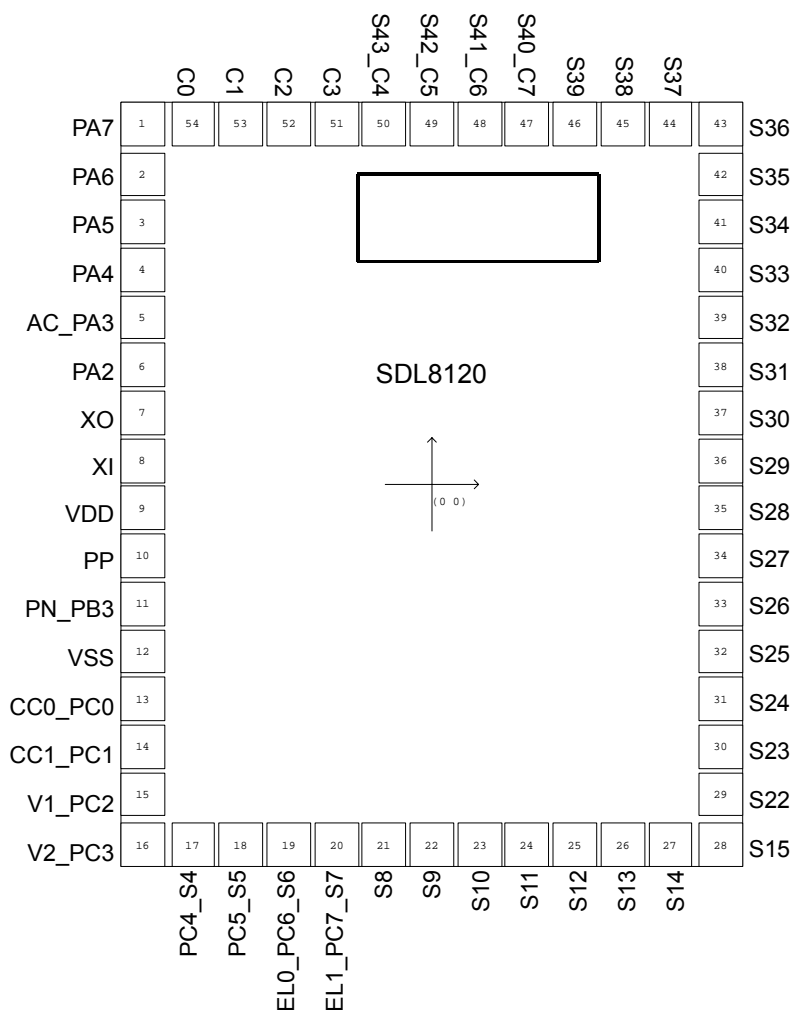 C0
C1
C2
C3
S43_C4
S42_C5
S41_C6
S40_C7
S39
S38
S37
PA7 1 54 53 52 51 50 49 48 47 46 45 44 43 S36
PA6 2 42 S35
PA5 3 41 S34
PA4 4 40 S33
AC_PA3 5 39 S32
PA2 6 SDL8120 38 S31
XO 7 37 S30
XI 8 36 S29
(0 0)
VDD 9 35 S28
PP 10 34 S27
PN_PB3 11 33 S26
VSS 12 32 S25
CC0_PC0 13 31 S24
CC1_PC1 14 30 S23
V1_PC2 15 29 S22
V2_PC3 16 17 18 19 20 21 22 23 24 25 26 27 28 S15
PC4_S4
PC5_S5
EL0_PC6_S6
EL1_PC7_S7
S8
S9
S10
S11
S12
S13
S14